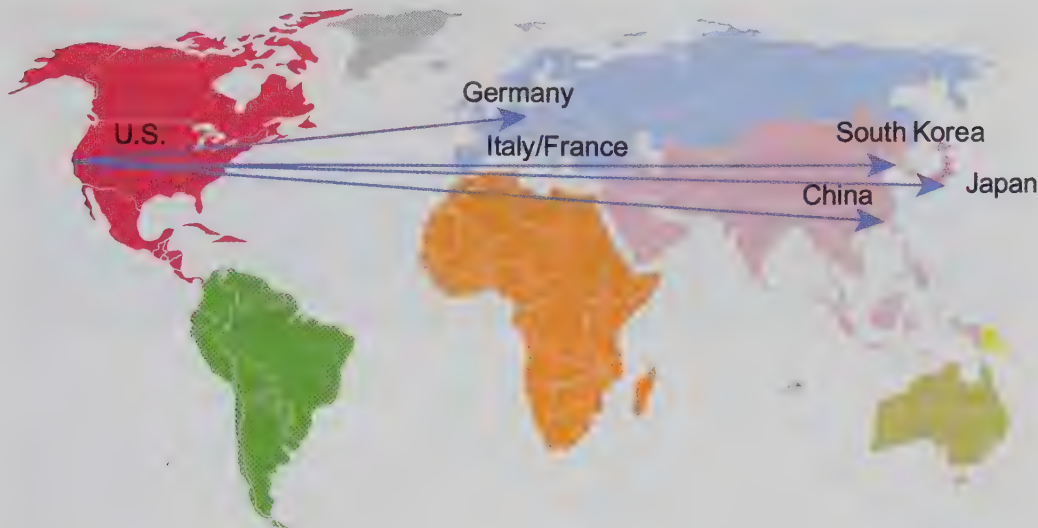 Germany
U.S.
Italy/France
South Korea
China
Japan